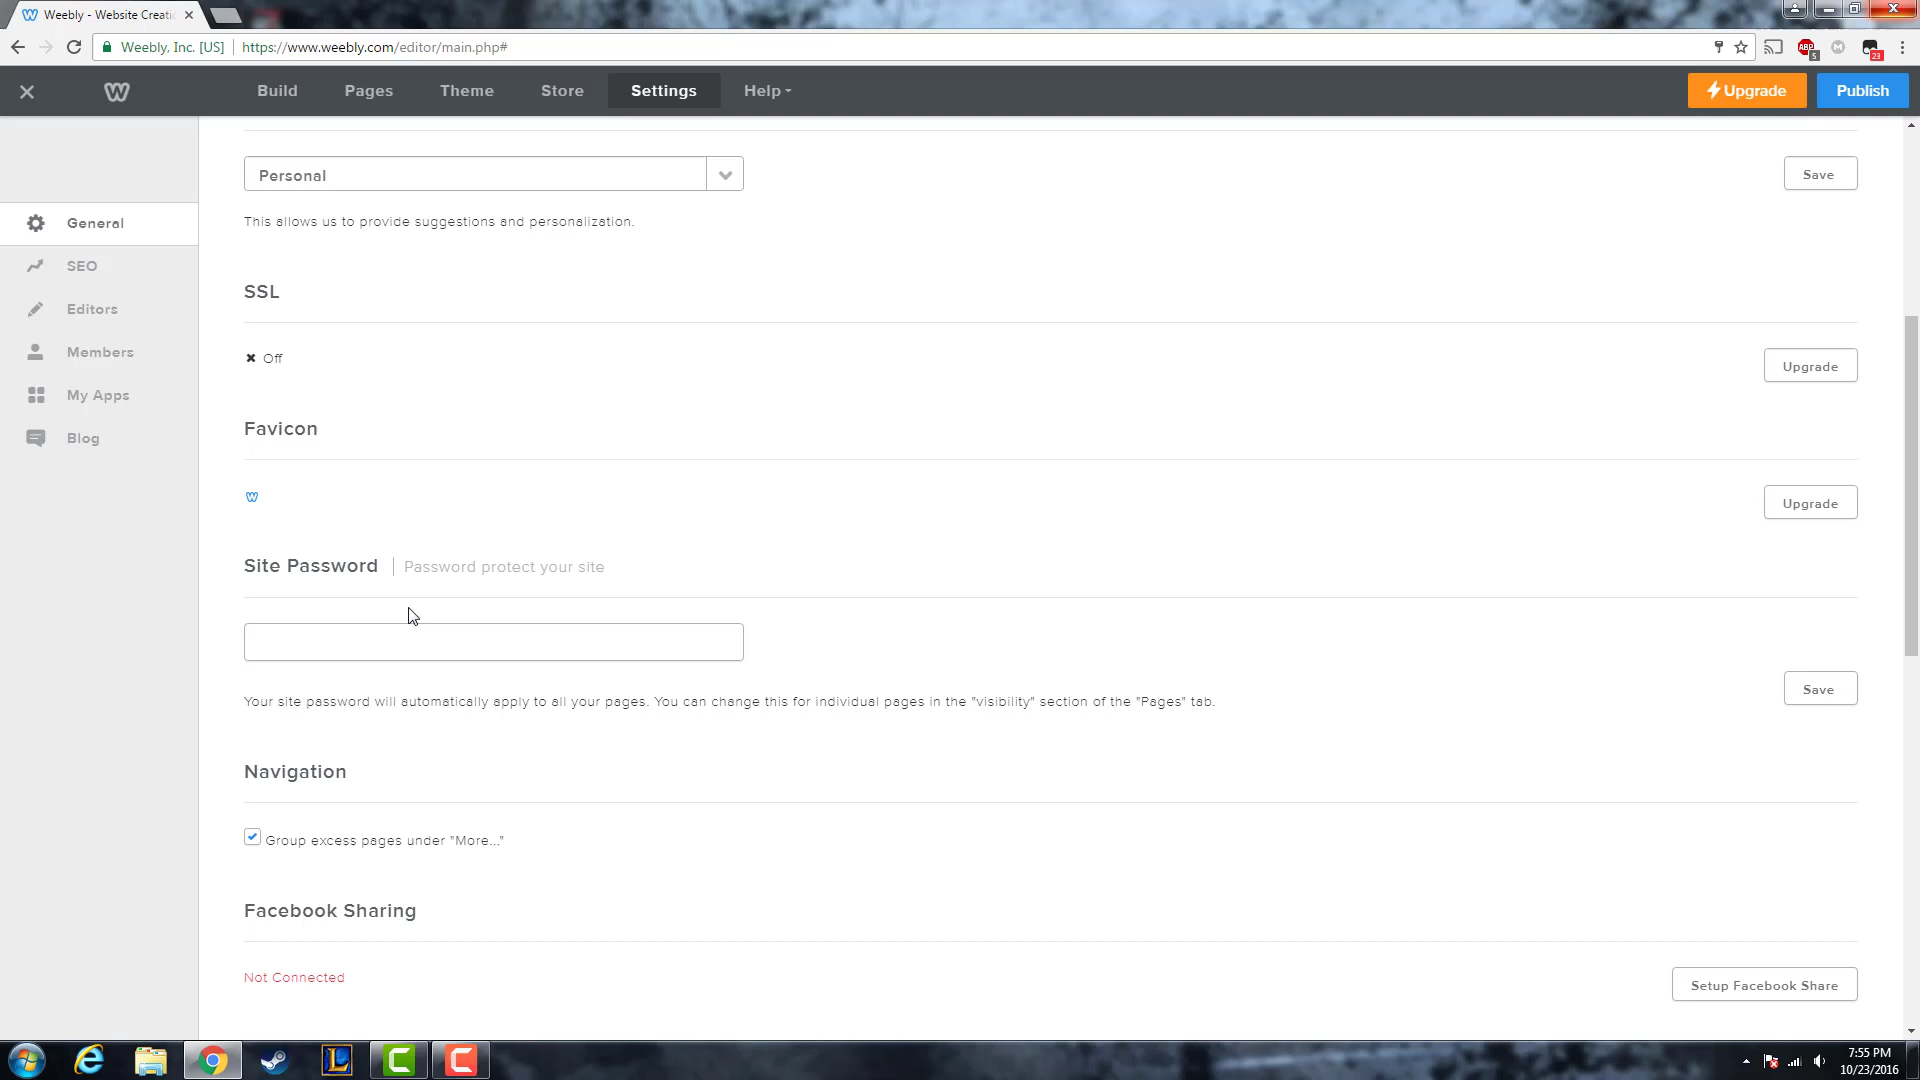 Weebly - Website Creatic
Weebly, Inc. [US] https://www.weebly.com/editor/main.php#
ABP 5 M 23
Build Pages Theme Store Settings Help Upgrade Publish
Personal
Save
This allows us to provide suggestions and personalization.
General
SEO
Editors
Members
My Apps
Blog
SSL
Off
Upgrade
Favicon
Upgrade
Site Password Password protect your site
Your site password will automatically apply to all your pages. You can change this for individual pages in the "visibility" section of the "Pages" tab.
Save
Navigation
Group excess pages under "More..."
Facebook Sharing
Not Connected
Setup Facebook Share
7:55 PM
10/23/2016